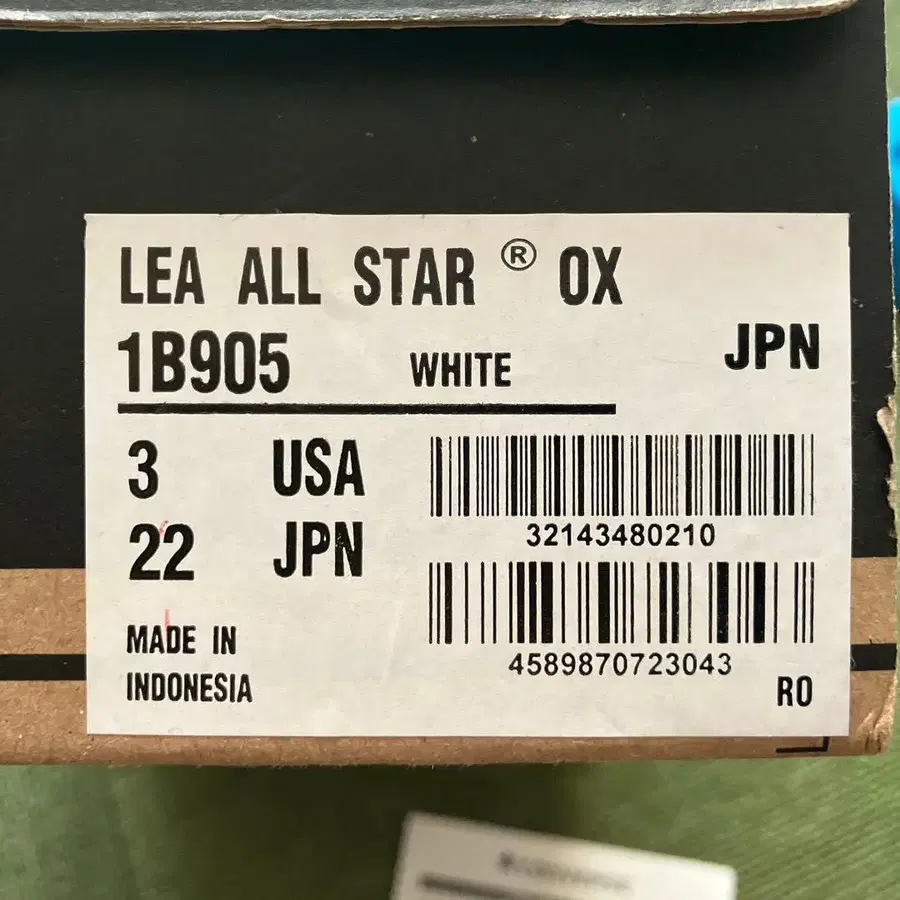 LEA ALL STAR ® OX
1B905 WHITE JPN
3 USA
22 JPN
32143480210
4589870723043
MADE IN
INDONESIA
RO